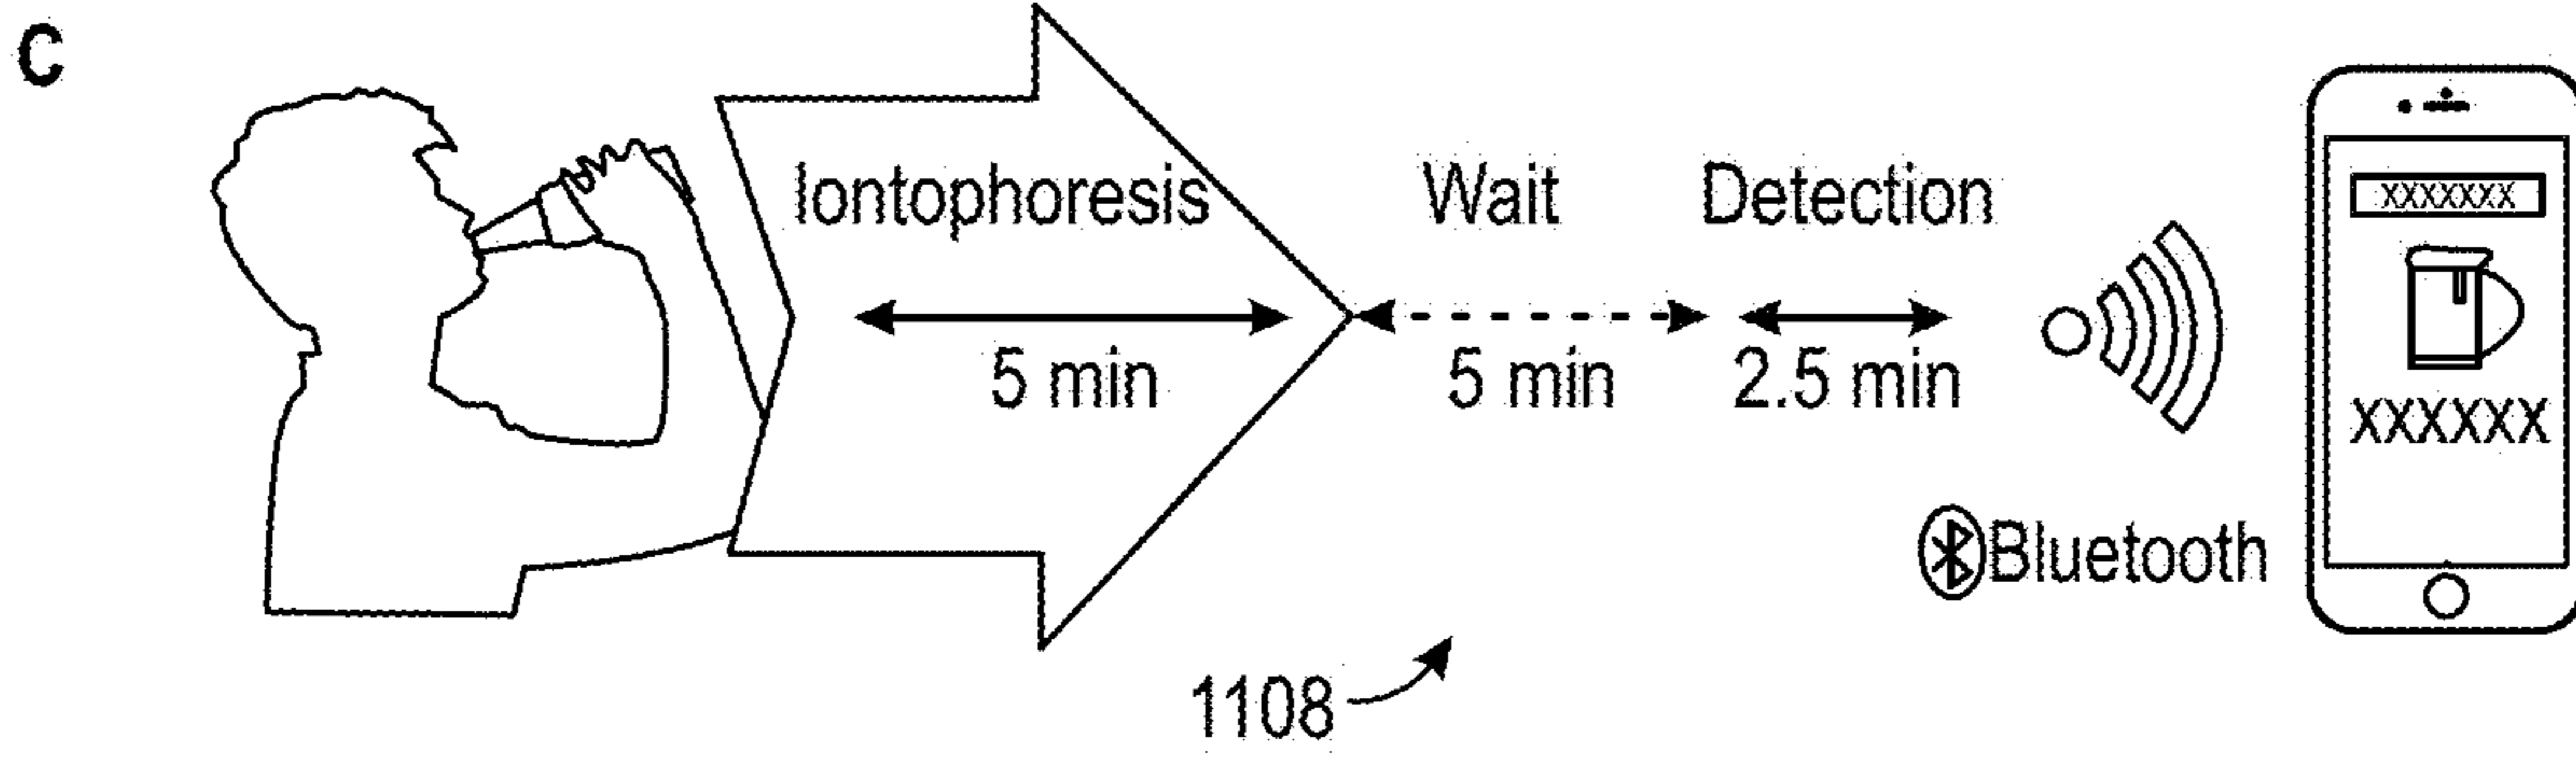 C
Iontophoresis
5 min
Wait
5 min
Detection
2.5 min
Bluetooth
XXXXXXX
XXXXXX
1108